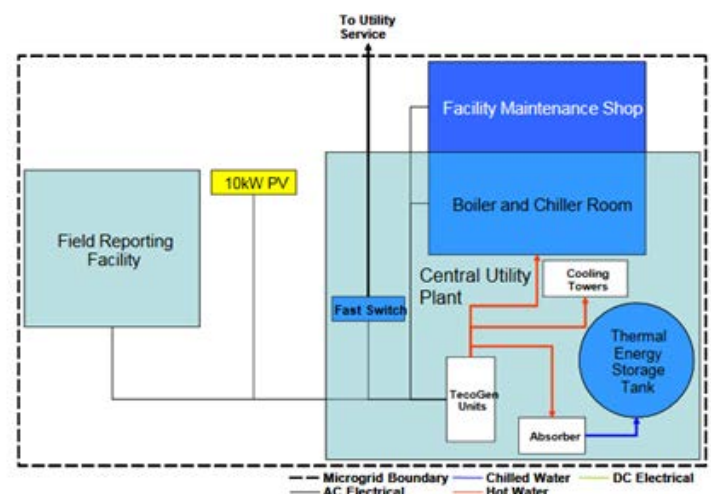 To Utility
Service
Facility Maintenance Shop
10kW PV
Boiler and Chiller Room
Field Reporting
Facility
Central Utility
Plant
Cooling
Towers
Fast Switch
Thermal
Energy
Storage
Tank
TecoGen
Units
Absorber
Microgrid Boundary
Chilled Water
DC Electrical
AC Electrical
Hot Water